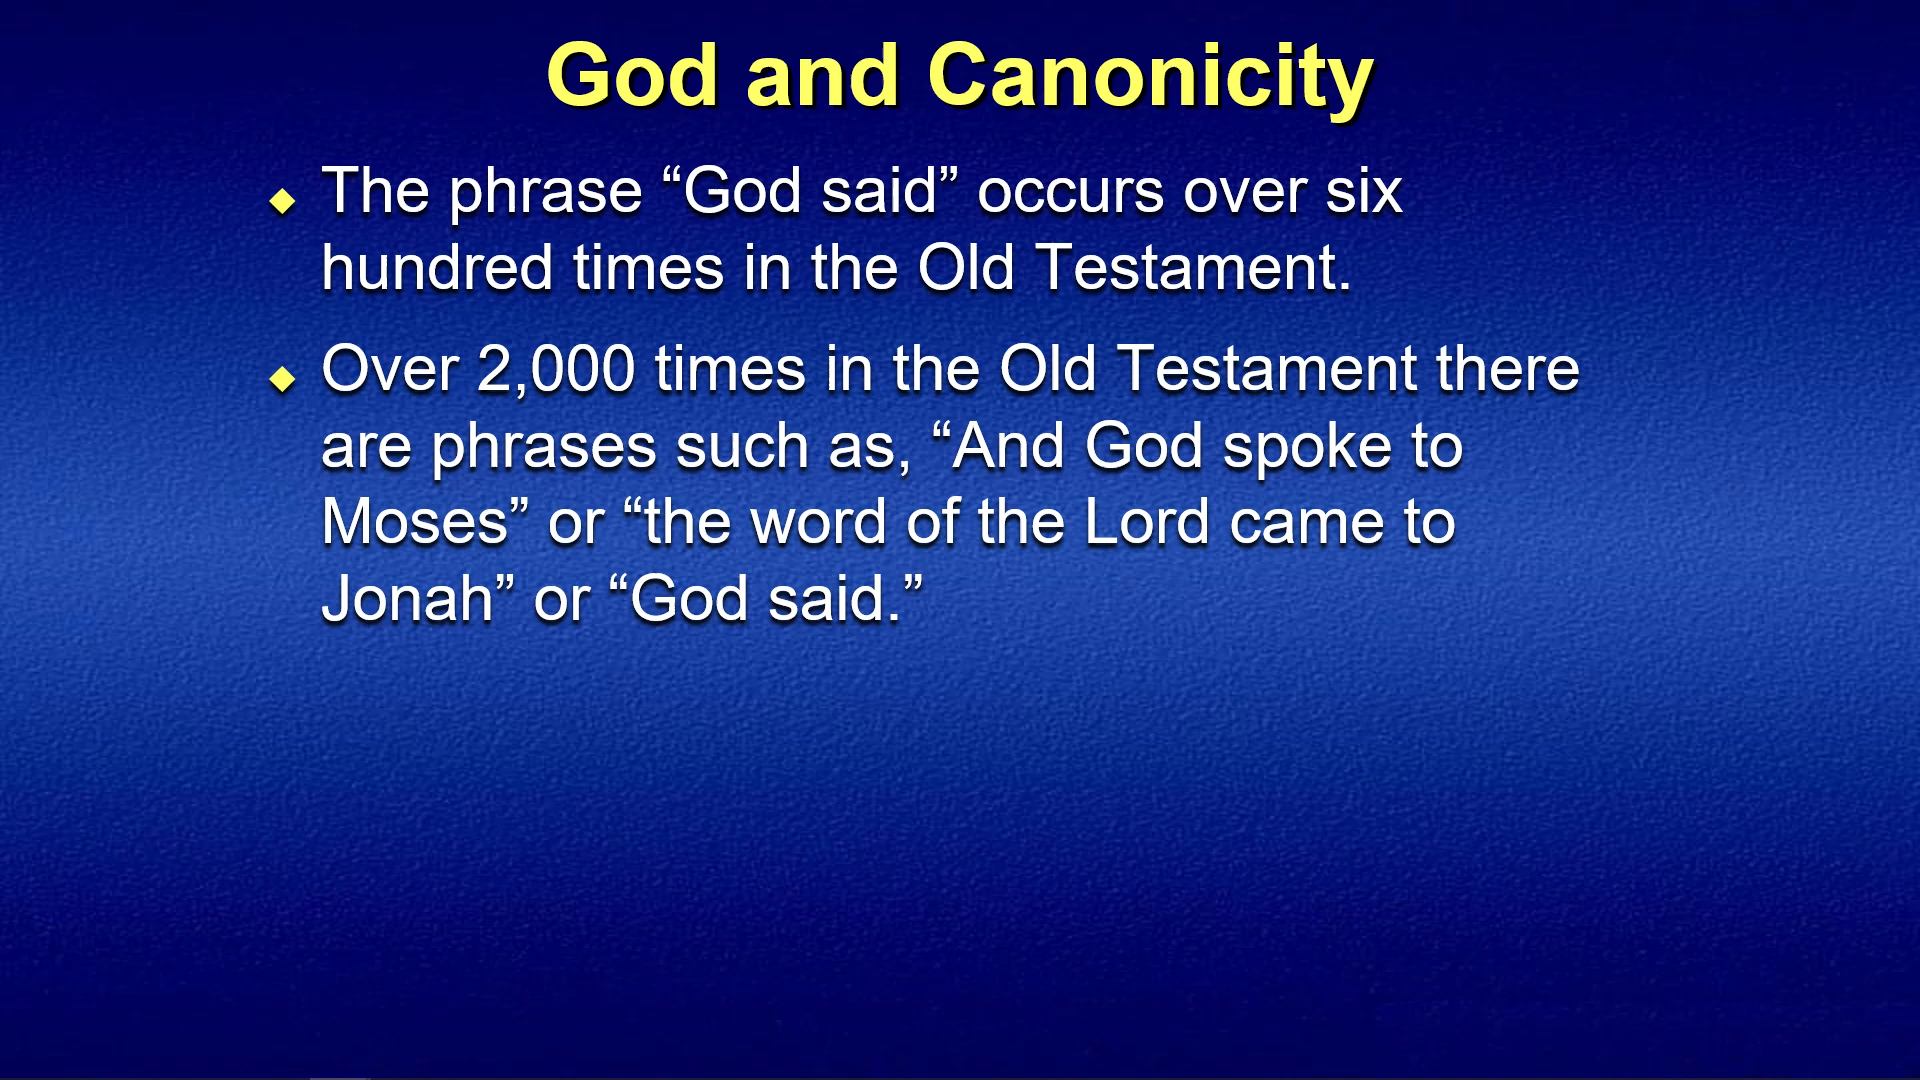 God and Canonicity
The phrase “God said” occurs over six
hundred times in the Old Testament.
Over 2,000 times in the Old Testament there
are phrases such as, “And God spoke to
Moses” or “the word of the Lord came to
Jonah” or “God said.”